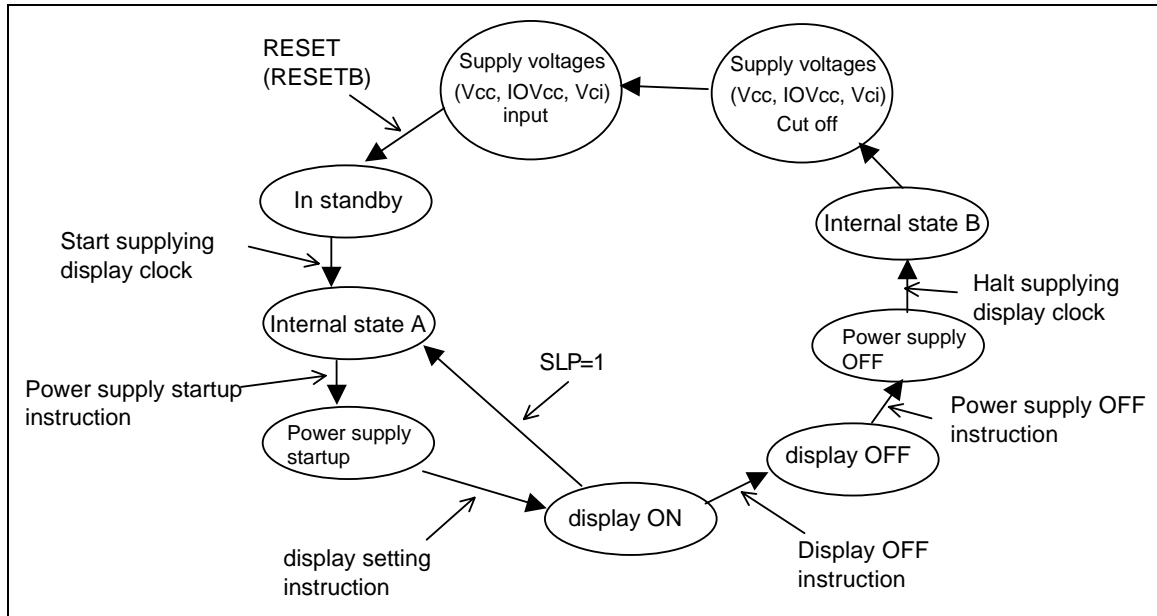 RESET
(RESETB)
Supply voltages
(Vcc, IOVcc, Vci)
input
Supply voltages
(Vcc, IOVcc, Vci)
Cut off
In standby
Internal state B
Start supplying
display clock
Halt supplying
display clock
Internal state A
Power supply
OFF
SLP=1
Power supply startup
instruction
Power supply OFF
instruction
Power supply
startup
display OFF
display ON
display setting
instruction
Display OFF
instruction